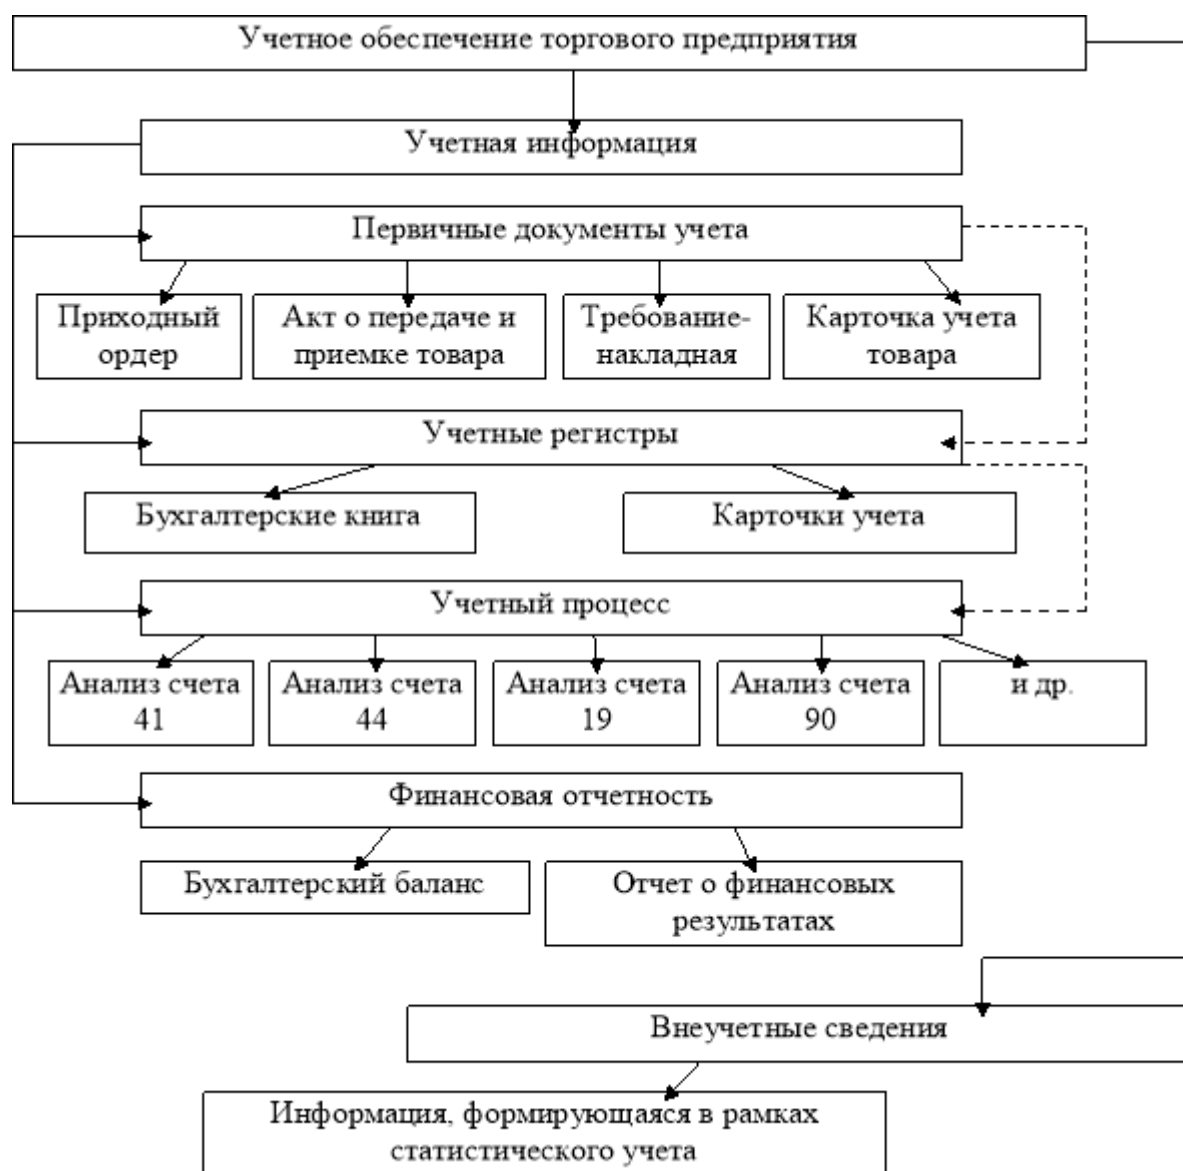 Учетное обеспечение торгового предприятия
Учетная информация
Первичные документы учета
Приходный
ордер
Акт о передаче и
приемке товара
Требование-
накладная
Карточка учета
товара
Учетные регистры
Бухгалтерские книга
Карточки учета
Учетный процесс
Анализ счета
41
Анализ счета
44
Анализ счета
19
Анализ счета
90
и др.
Финансовая отчетность
Бухгалтерский баланс
Отчет о финансовых
результатах
Внеучетные сведения
Информация, формирующаяся в рамках
статистического учета